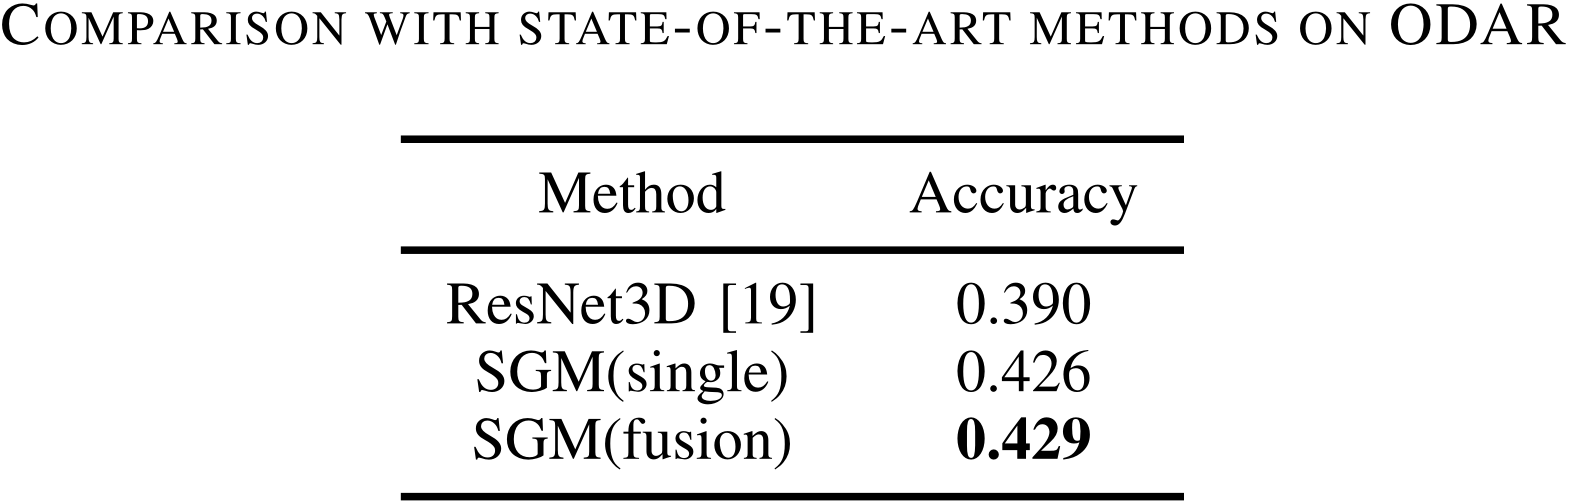 COMPARISON WITH STATE-OF-THE-ART METHODS ON ODAR
Method Accuracy
ResNet3D [19] 0.390
SGM(single) 0.426
SGM(fusion) 0.429